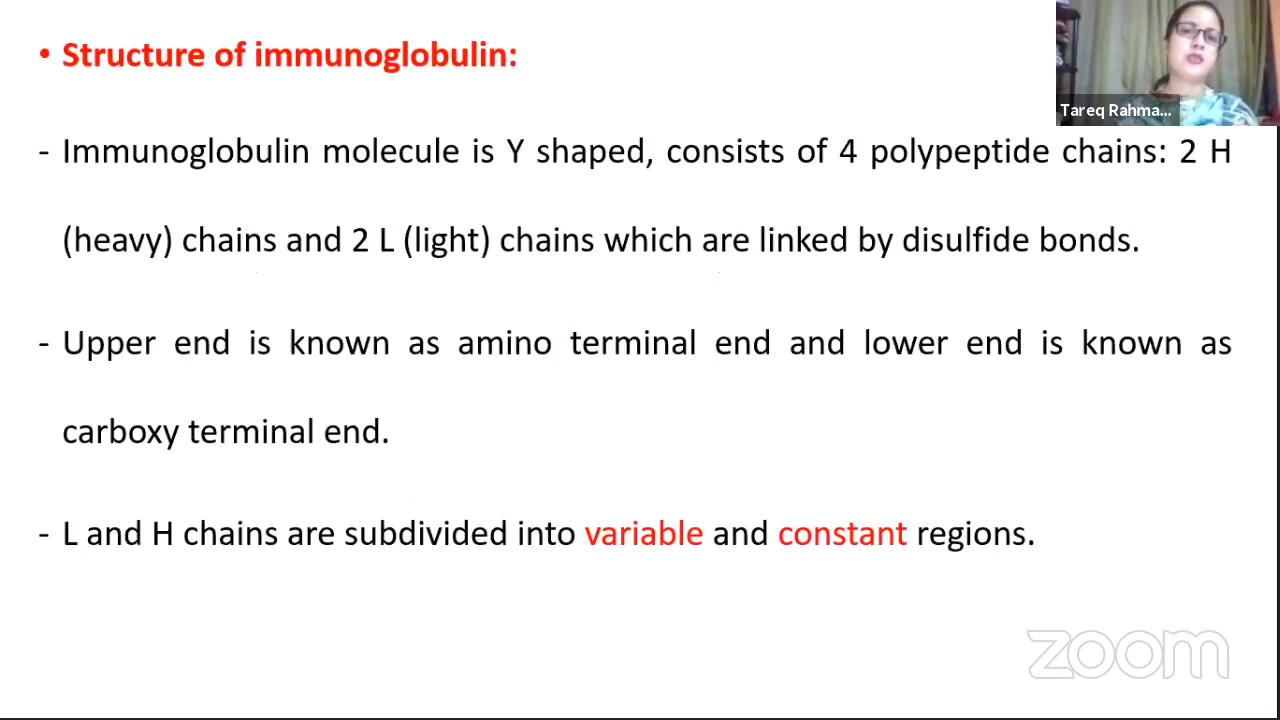 • Structure of immunoglobulin:
Tareq Rahma...
- Immunoglobulin molecule is Y shaped, consists of 4 polypeptide chains: 2 H
(heavy) chains and 2 L (light) chains which are linked by disulfide bonds.
- Upper end is known as amino terminal end and lower end is known as
carboxy terminal end.
- L and H chains are subdivided into variable and constant regions.
zoom